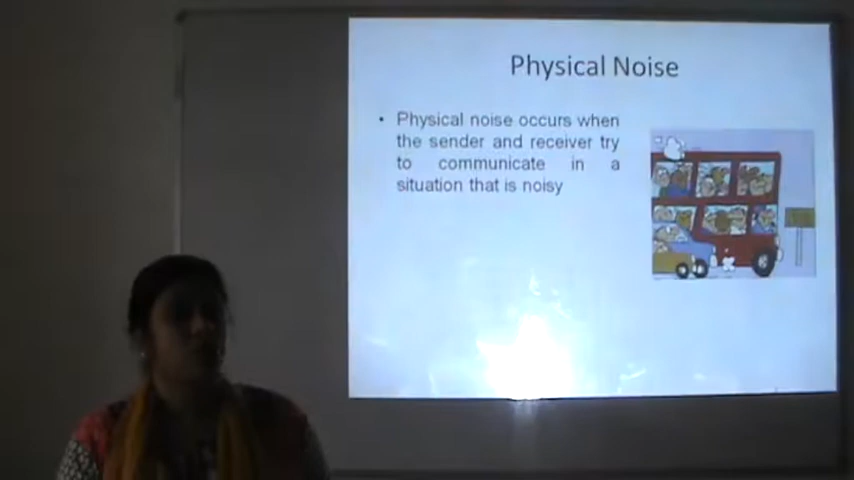 Physical Noise
• Physical noise occurs when
the sender and receiver try
to communicate in a
situation that is noisy